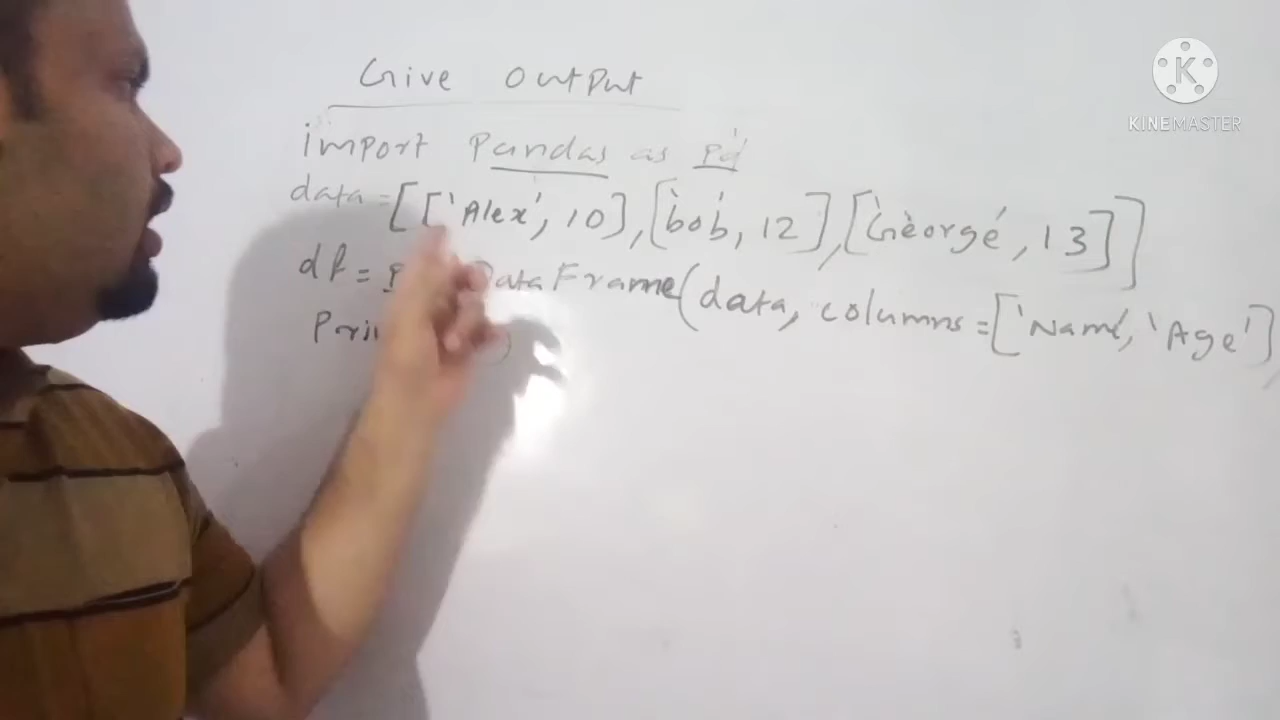 Give Output
import Pandas as Pd
data = [['Alex', 10], ['bob', 12], ['George', 13]]
df = DataFrame(data, columns = ['Name', 'Age']
KINEMASTER